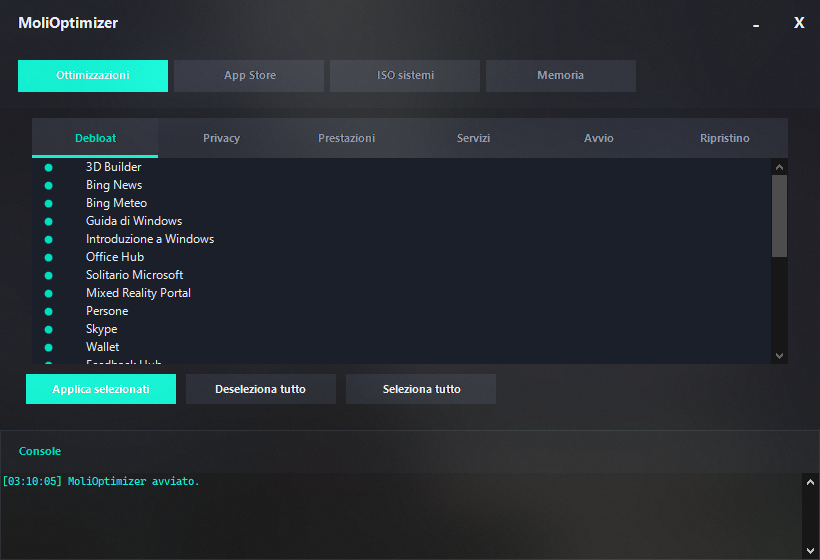 MoliOptimizer
Ottimizzazioni App Store ISO sistemi Memoria
Debloat Privacy Prestazioni Servizi Avvio Ripristino
3D Builder
Bing News
Bing Meteo
Guida di Windows
Introduzione a Windows
Office Hub
Solitario Microsoft
Mixed Reality Portal
Persone
Skype
Wallet
Feedback Hub
Applica selezionati Deseleziona tutto Seleziona tutto
Console
[03:10:05] MoliOptimizer avviato.